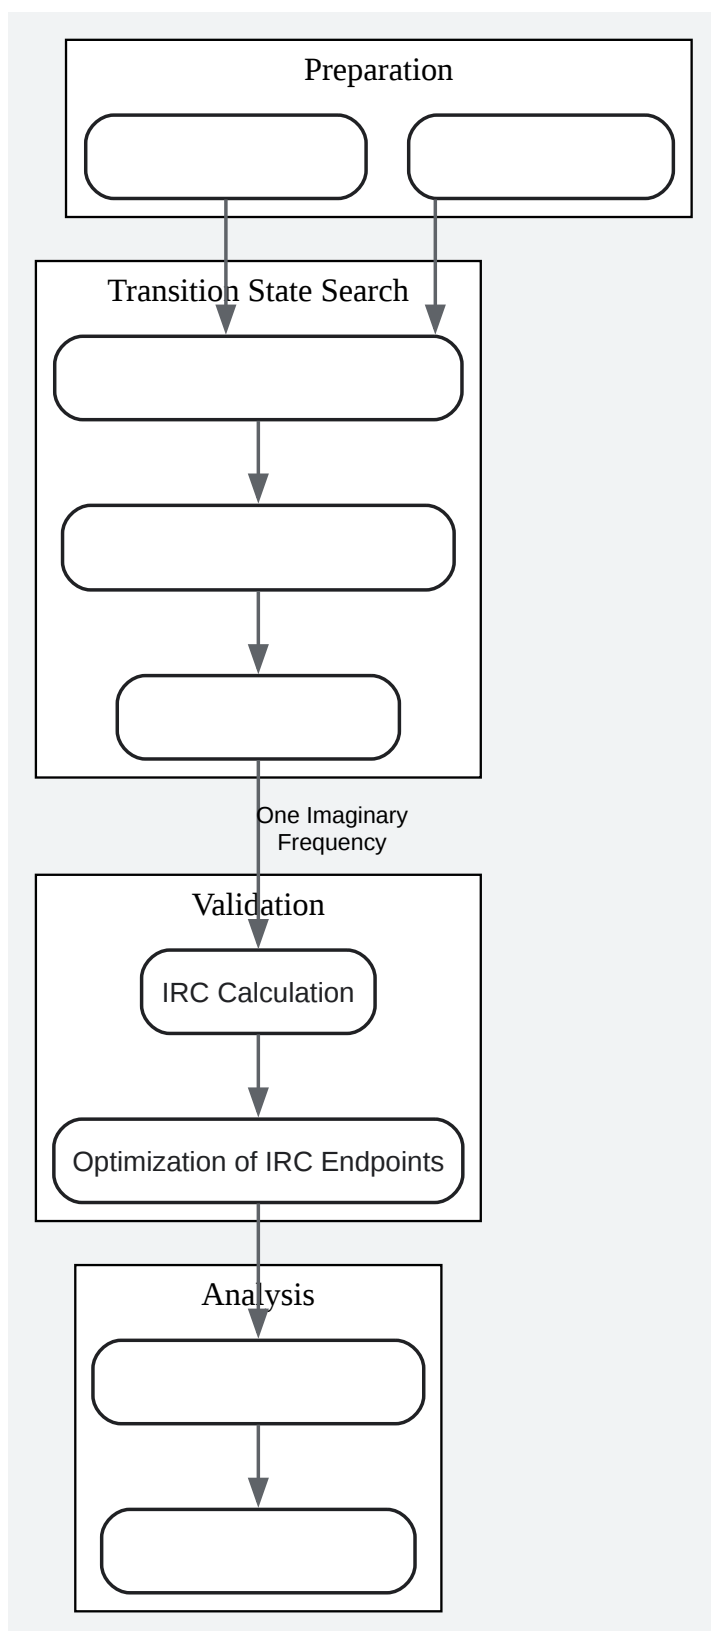 Preparation
Transition State Search
One Imaginary
Frequency
Validation
IRC Calculation
Optimization of IRC Endpoints
Analysis